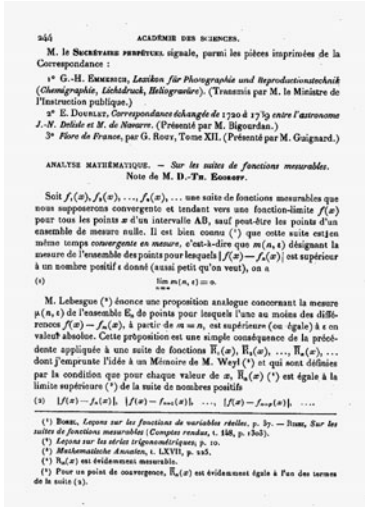 244 ACADÉMIE DES SCIENCES.
M. le Secrétaire perpétuel signale, parmi les pièces imprimées de la
Correspondance :
1° G.-H. Emmerich, Lexikon für Photographie und Reproductionstechnik
(Chemigraphie, Lichtdruck, Heliogravüre). (Transmis par M. le Ministre de
l'Instruction publique.)
2° E. Doublet, Correspondance échangée de 1720 à 1739 entre l'astronome
J.-N. Delisle et M. de Navarre. (Présenté par M. Bigourdan.)
3° Flore de France, par G. Rouy, Tome XII. (Présenté par M. Guignard.)
ANALYSE MATHÉMATIQUE. — Sur les suites de fonctions mesurables.
Note de M. D.-Th. Egoroff.
Soit f₁(x), f₂(x), ..., fₙ(x), ... une suite de fonctions mesurables que
nous supposerons convergente et tendant vers une fonction-limite f(x)
pour tous les points x d'un intervalle AB, sauf peut-être les points d'un
ensemble de mesure nulle. Il est bien connu (¹) que cette suite est en
même temps convergente en mesure, c'est-à-dire que m(n, ε) désignant la
mesure de l'ensemble des points pour lesquels |f(x) — fₙ(x)| est supérieur
à un nombre positif ε donné (aussi petit qu'on veut), on a
(1) lim m(n, ε) = 0.
n=∞
M. Lebesgue (²) énonce une proposition analogue concernant la mesure
μ(n, ε) de l'ensemble Eₙ de points pour lesquels l'une au moins des diffé-
rences f(x) — fₘ(x), à partir de m = n, est supérieure (ou égale) à ε en
valeur absolue. Cette proposition est une simple conséquence de la précé-
dente appliquée à une suite de fonctions R̄₁(x), R̄₂(x), ..., R̄ₙ(x), ...
dont j'emprunte l'idée à un Mémoire de M. Weyl (³) et qui sont définies
par la condition que pour chaque valeur de x, R̄ₙ(x) (⁴) est égale à la
limite supérieure (⁵) de la suite de nombres positifs
(2) |f(x) — fₙ(x)|, |f(x) — fₙ₊₁(x)|, ..., |f(x) — fₙ₊ₚ(x)|, ....
(¹) Borel, Leçons sur les fonctions de variables réelles, p. 37. — Riesz, Sur les
suites de fonctions mesurables (Comptes rendus, t. 148, p. 1303).
(²) Leçons sur les séries trigonométriques, p. 10.
(³) Mathematische Annalen, t. LXVII, p. 225.
(⁴) R̄ₙ(x) est évidemment mesurable.
(⁵) Pour un point de convergence, R̄ₙ(x) est évidemment égale à l'un des termes
de la suite (2).